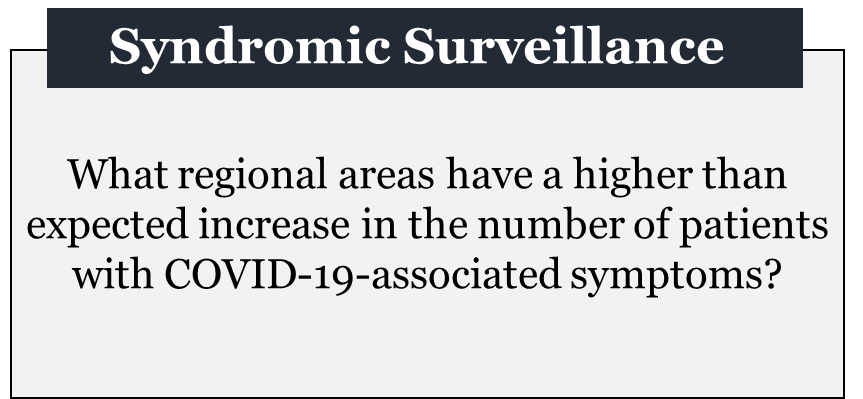 Syndromic Surveillance
What regional areas have a higher than
expected increase in the number of patients
with COVID-19-associated symptoms?